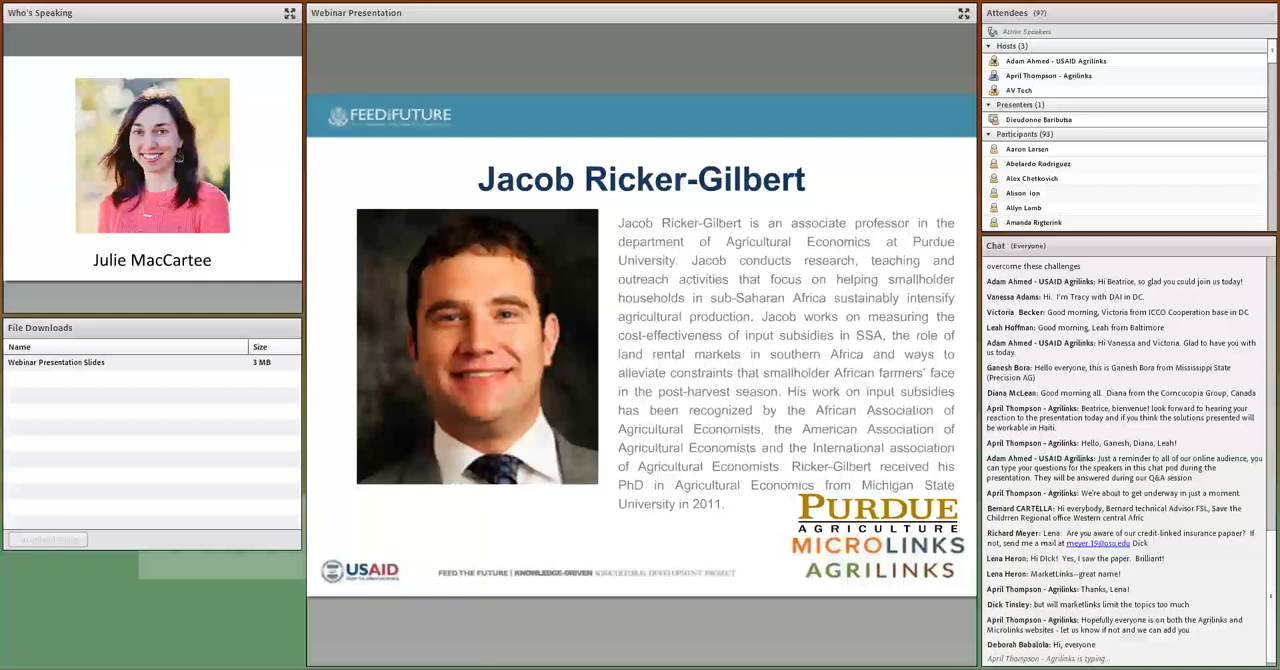 Who's Speaking
Julie MacCartee
File Downloads
Name Size
Webinar Presentation Slides 3 MB
Webinar Presentation
FEED THE FUTURE
Jacob Ricker-Gilbert
Jacob Ricker-Gilbert is an associate professor in the
department of Agricultural Economics at Purdue
University. Jacob conducts research, teaching and
outreach activities that focus on helping smallholder
households in sub-Saharan Africa sustainably intensify
agricultural production. Jacob works on measuring the
cost-effectiveness of input subsidies in SSA, the role of
land rental markets in southern Africa and ways to
alleviate constraints that smallholder African farmers' face
in the post-harvest season. His work on input subsidies
has been recognized by the African Association of
Agricultural Economists, the American Association of
Agricultural Economists and the International association
of Agricultural Economists. Ricker-Gilbert received his
PhD in Agricultural Economics from Michigan State
University in 2011.
PURDUE
AGRICULTURE
MICROLINKS
AGRILINKS
USAID
FEED THE FUTURE | KNOWLEDGE-DRIVEN AGRICULTURAL DEVELOPMENT PROJECT
Attendees (97)
Active Speakers
Hosts (3)
Adam Ahmed - USAID Agrilinks
April Thompson - Agrilinks
AV Tech
Presenters (1)
Dieudonne Baributsa
Participants (93)
Aaron Larsen
Abelardo Rodriguez
Alex Chetkovich
Alison Ion
Allyn Lamb
Amanda Rigterink
Chat (Everyone)
overcome these challenges
Adam Ahmed - USAID Agrilinks: Hi Beatrice, so glad you could join us today!
Vanessa Adams: Hi. I'm Tracy with DAI in DC.
Victoria Becker: Good morning, Victoria from ICCO Cooperation base in DC
Leah Hoffman: Good morning, Leah from Baltimore
Adam Ahmed - USAID Agrilinks: Hi Vanessa and Victoria. Glad to have you with
us today.
Ganesh Bora: Hello everyone, this is Ganesh Bora from Mississipi State
(Precision AG)
Diana McLean: Good morning all. Diana from the Cornucopia Group, Canada
April Thompson - Agrilinks: Beatrice, bienvenue! look forward to hearing your
reaction to the presentation today and if you think the solutions presented will
be workable in Haiti.
April Thompson - Agrilinks: Hello, Ganesh, Diana, Leah!
Adam Ahmed - USAID Agrilinks: Just a reminder to all of our online audience, you
can type your questions for the speakers in this chat pod during the
presentation. They will be answered during our Q&A session
April Thompson - Agrilinks: We're about to get underway in just a moment.
Bernard CARTELLA: Hi everybody, Bernard technical Advisor FSL, Save the
Childrren Regional office Western central Afric
Richard Meyer: Lena: Are you aware of our credit-linked insurance papaer? If
not, send me a mail at meyer.19@osu.edu Dick
Lena Heron: Hi DIck! Yes, I saw the paper. Brilliant!
Lena Heron: MarketLinks--great name!
April Thompson - Agrilinks: Thanks, Lena!
Dick Tinsley: but will marketlinks limit the topics too much
April Thompson - Agrilinks: Hopefully everyone is on both the Agrilinks and
Microlinks websites - let us know if not and we can add you.
Deborah Babalola: Hi, everyone
April Thompson - Agrilinks is typing...